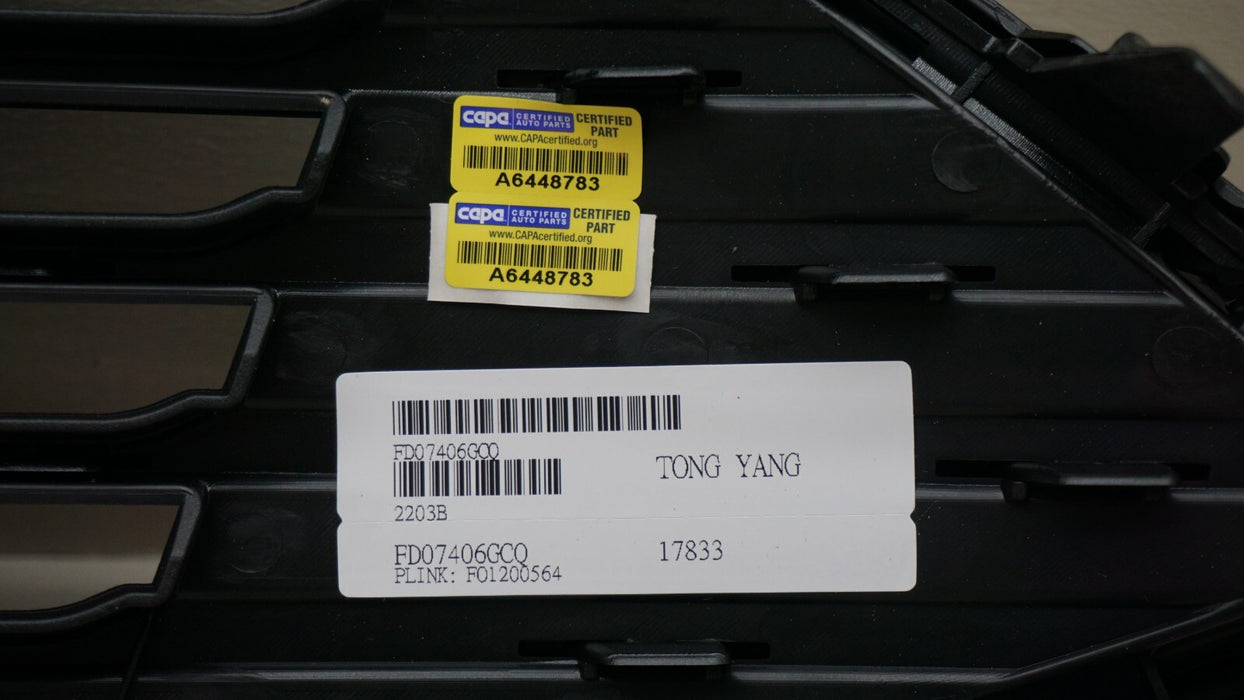 capa CERTIFIED AUTO PARTS CERTIFIED PART
www.CAPAcertified.org
A6448783
capa CERTIFIED AUTO PARTS CERTIFIED PART
www.CAPAcertified.org
A6448783
FD07406GCQ
TONG YANG
2203B
FD07406GCQ 17833
PLINK: FO1200564